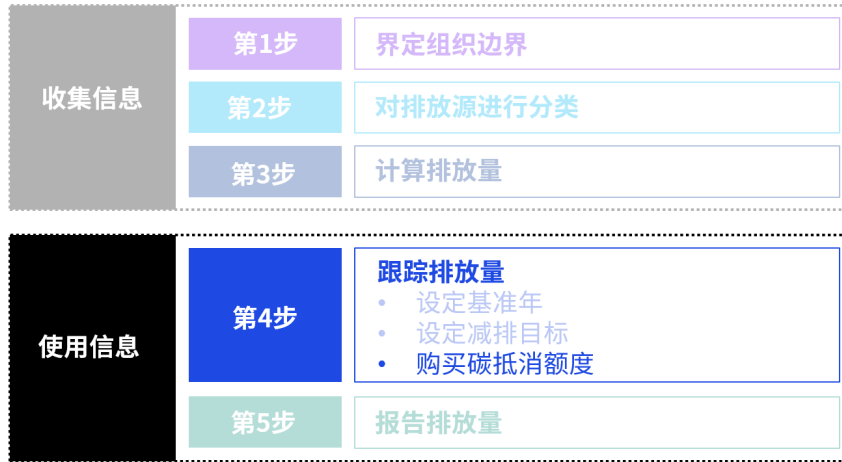 收集信息
第1步
界定组织边界
第2步
对排放源进行分类
第3步
计算排放量
使用信息
第4步
跟踪排放量
• 设定基准年
• 设定减排目标
• 购买碳抵消额度
第5步
报告排放量